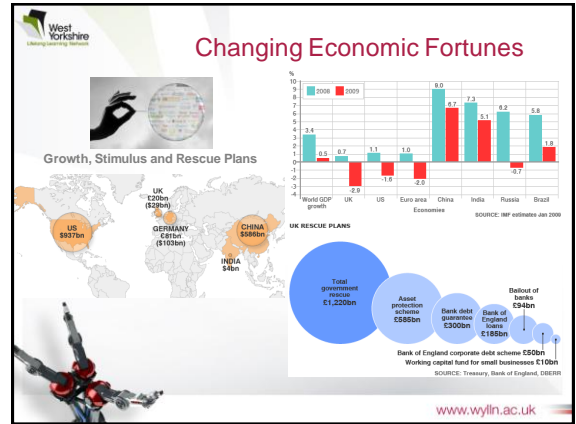 West
Yorkshire
Lifelong Learning Network
Changing Economic Fortunes
Growth, Stimulus and Rescue Plans
%
10
9
8
7
6
5
4
3
2
1
0
-1
-2
-3
-4
2008
2009
3.4
0.5
0.7
-2.8
1.1
-1.6
1.0
-2.0
9.0
6.7
7.3
5.1
6.2
-0.7
5.8
1.8
World GDP
growth
UK
US
Euro area
China
India
Russia
Brazil
Economies
SOURCE: IMF estimates Jan 2009
UK
£20bn
($29bn)
US
$937bn
GERMANY
€81bn
($103bn)
CHINA
$586bn
INDIA
$4bn
UK RESCUE PLANS
Total
government
rescue
£1,220bn
Asset
protection
scheme
£585bn
Bank debt
guarantee
£300bn
Bank of
England
loans
£185bn
Bailout of
banks
£94bn
Bank of England corporate debt scheme £50bn
Working capital fund for small businesses £10bn
SOURCE: Treasury, Bank of England, DBERR
www.wylln.ac.uk